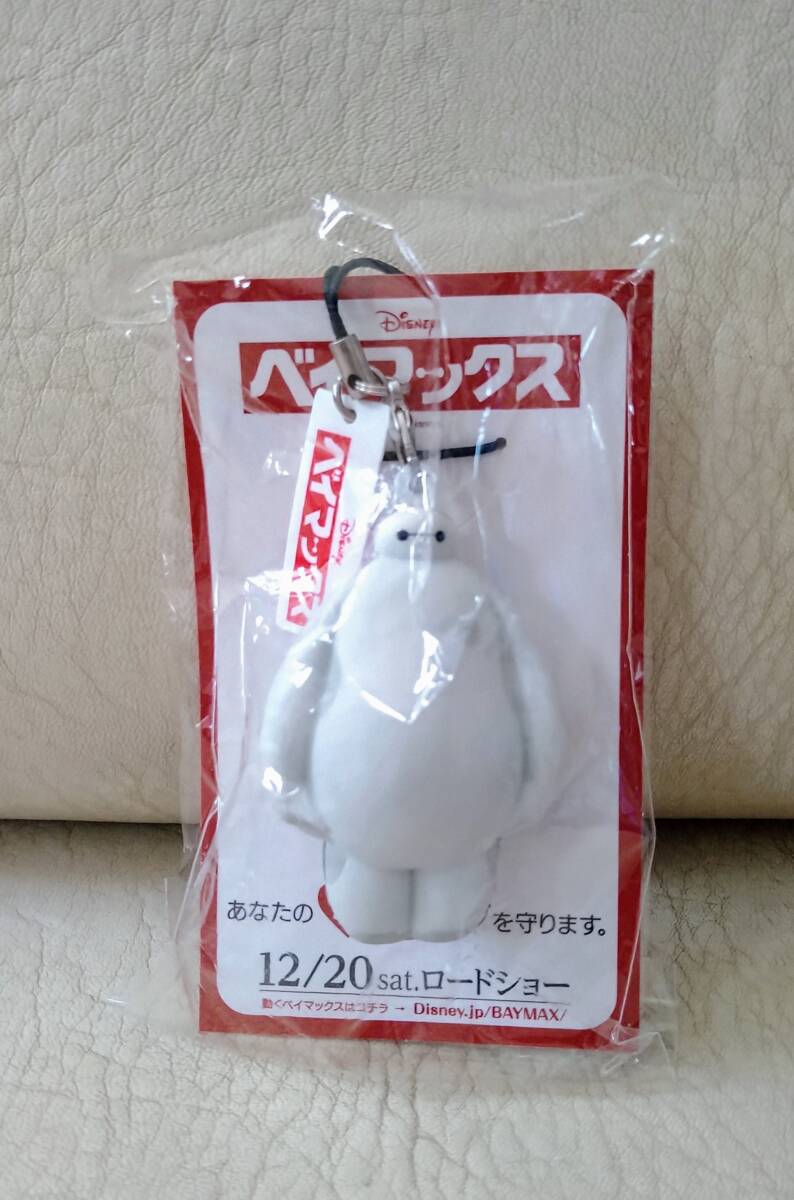 Disney
ベイマックス
ベイマックス
Disney
あなたの
を守ります。
12/20 sat.ロードショー
動くベイマックスはコチラ → Disney.jp/BAYMAX/